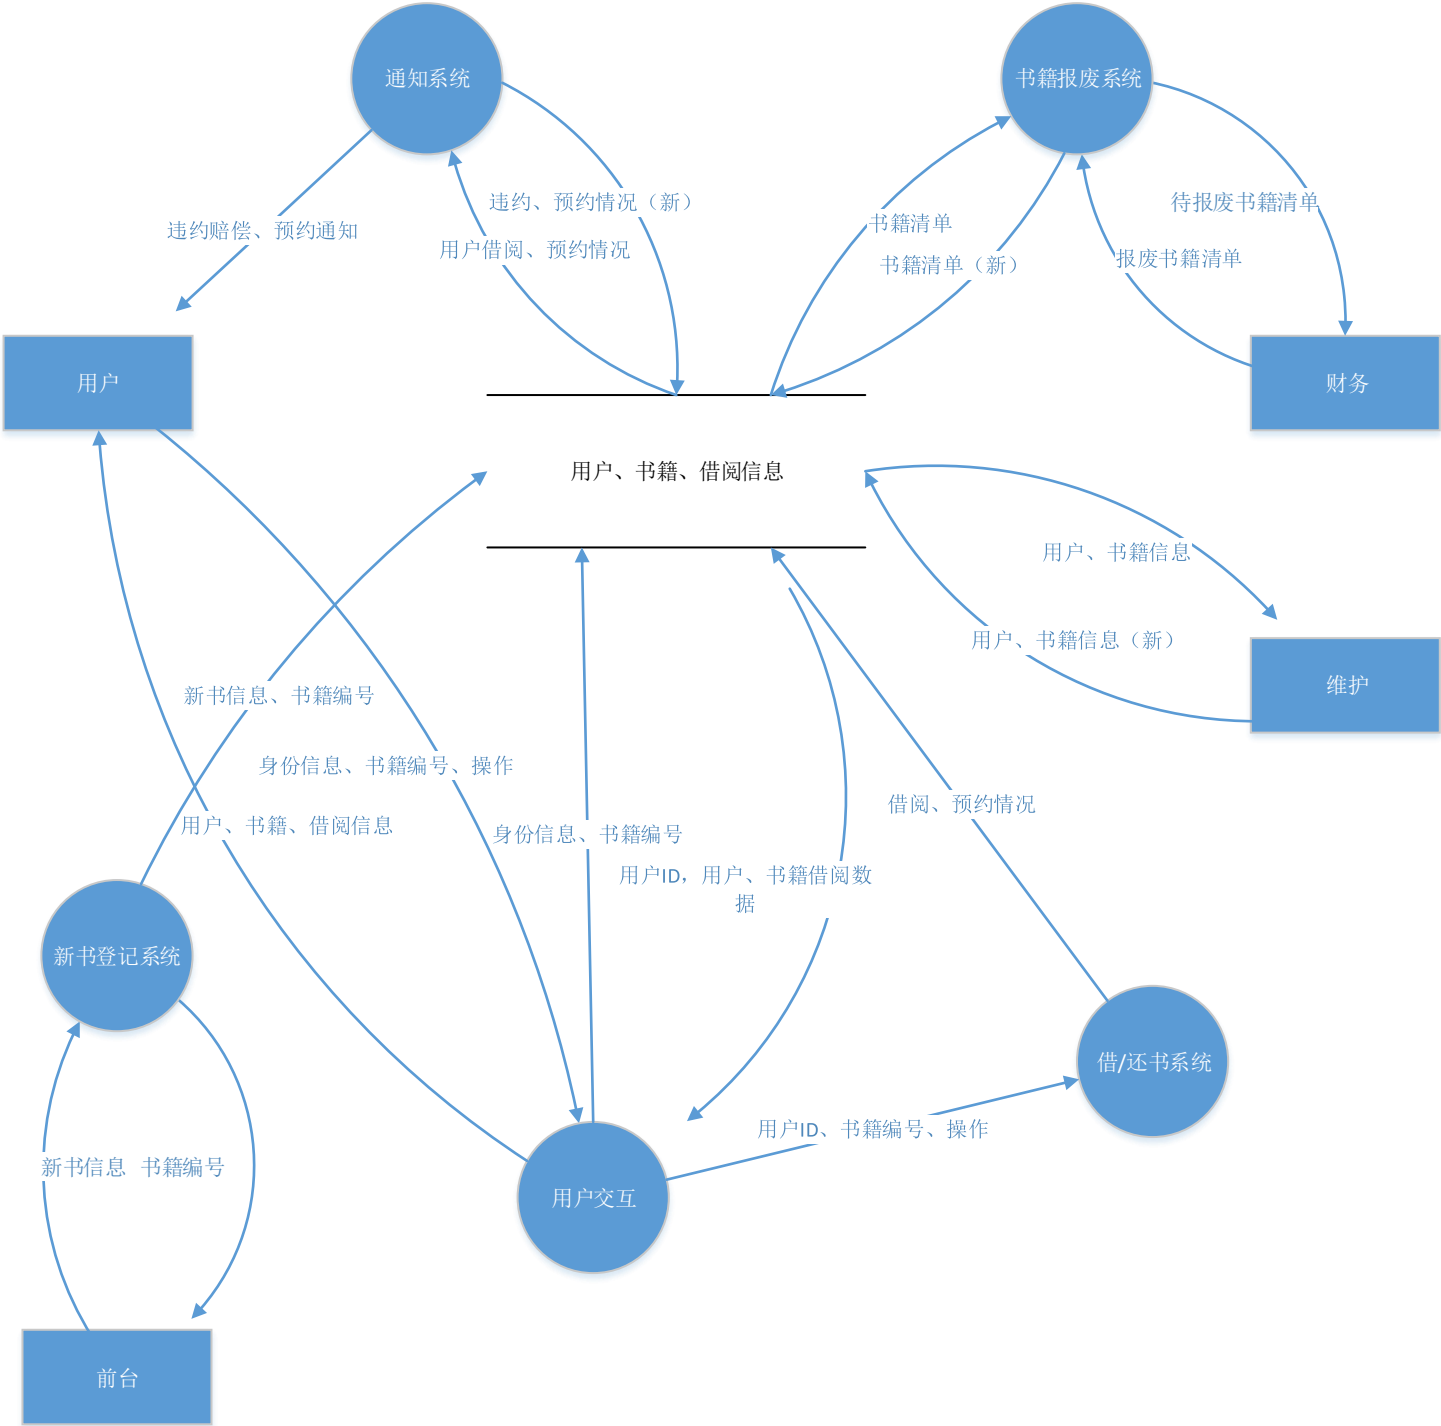 通知系统
书籍报废系统
违约、预约情况（新）
待报废书籍清单
书籍清单
违约赔偿、预约通知
用户借阅、预约情况
报废书籍清单
书籍清单（新）
用户
财务
用户、书籍、借阅信息
用户、书籍信息
用户、书籍信息（新）
维护
新书信息、书籍编号
身份信息、书籍编号、操作
借阅、预约情况
用户、书籍、借阅信息
身份信息、书籍编号
用户ID，用户、书籍借阅数
据
新书登记系统
借/还书系统
用户ID、书籍编号、操作
新书信息
书籍编号
用户交互
前台